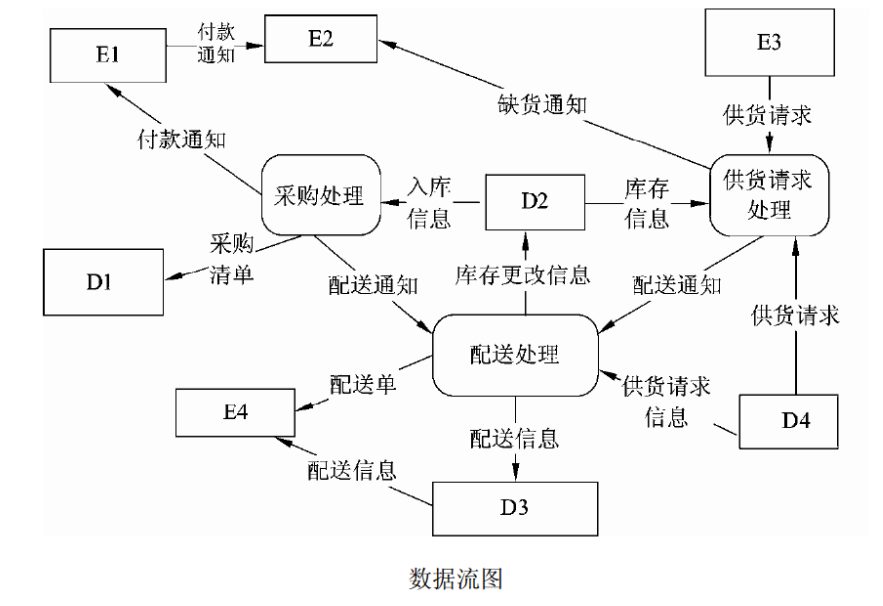 E1
付款
通知
E2
E3
缺货通知
供货请求
付款通知
采购处理
入库
信息
D2
库存
信息
供货请求
处理
采购
清单
D1
配送通知
库存更改信息
配送通知
供货请求
配送处理
配送单
E4
供货请求
信息
D4
配送信息
配送信息
D3
数据流图